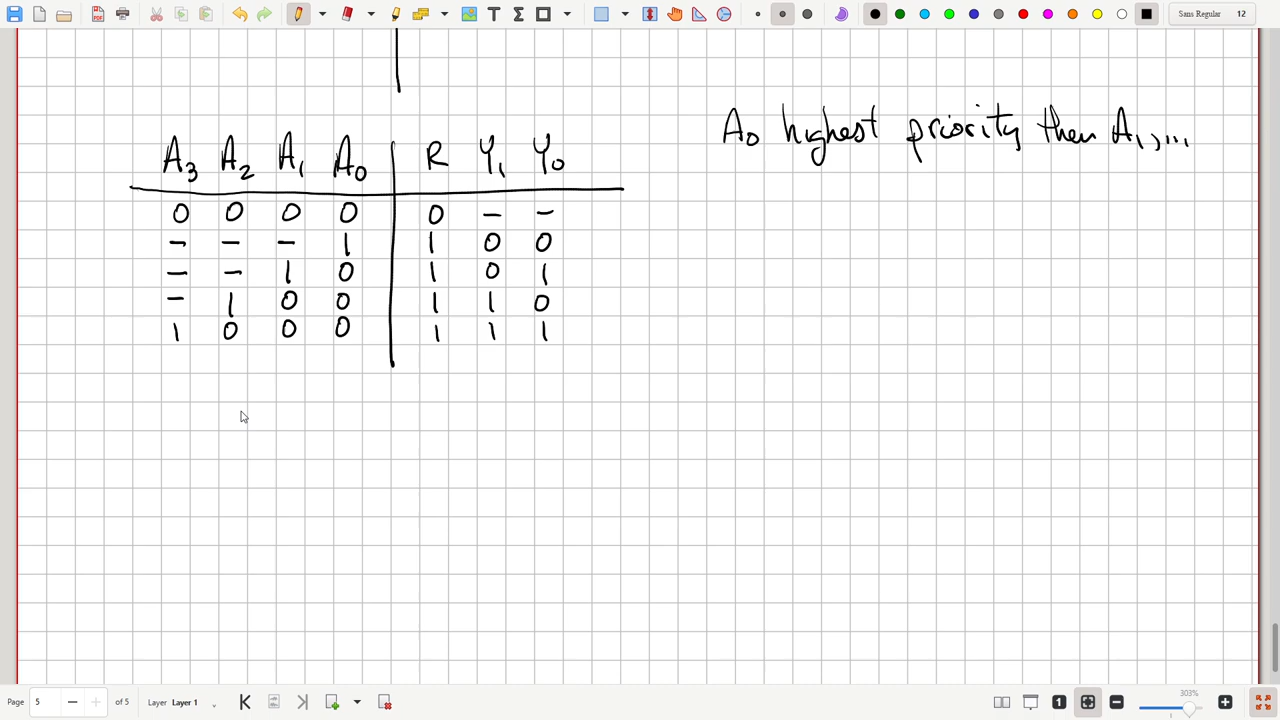 Sans Regular 12
A0 highest priority then A1,...
A3 A2 A1 A0 R Y1 Y0
0 0 0 0 0 - -
- - - 1 1 0 0
- - 1 0 1 0 1
- 1 0 0 1 1 0
1 0 0 0 1 1 1
Page 5 of 5 Layer Layer 1 303%